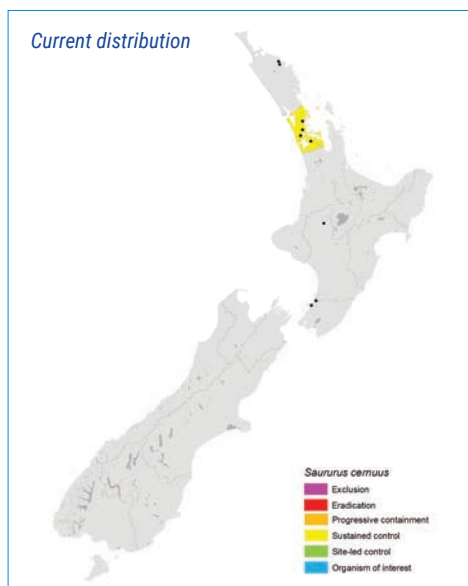 Current distribution
Saururus cernuus
Exclusion
Eradication
Progressive containment
Sustained control
Site-led control
Organism of interest